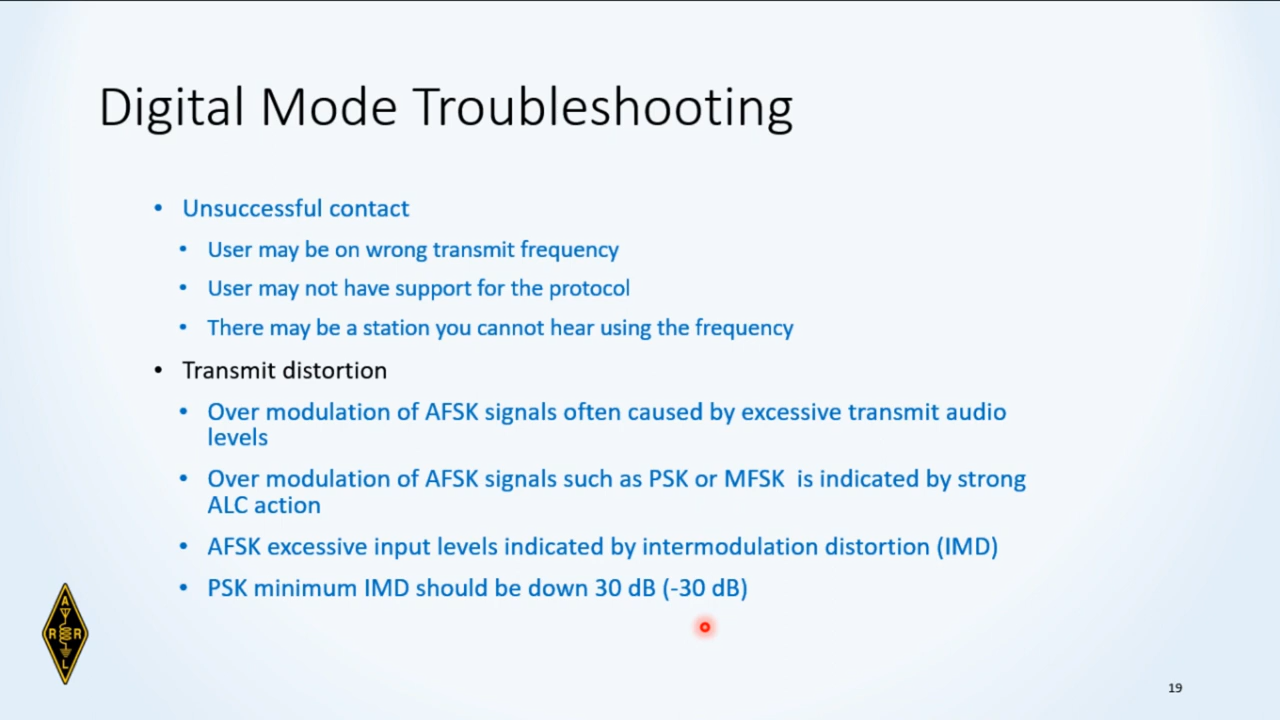 Digital Mode Troubleshooting
• Unsuccessful contact
• User may be on wrong transmit frequency
• User may not have support for the protocol
• There may be a station you cannot hear using the frequency
• Transmit distortion
• Over modulation of AFSK signals often caused by excessive transmit audio
levels
• Over modulation of AFSK signals such as PSK or MFSK is indicated by strong
ALC action
• AFSK excessive input levels indicated by intermodulation distortion (IMD)
• PSK minimum IMD should be down 30 dB (-30 dB)
A
R R
L
19